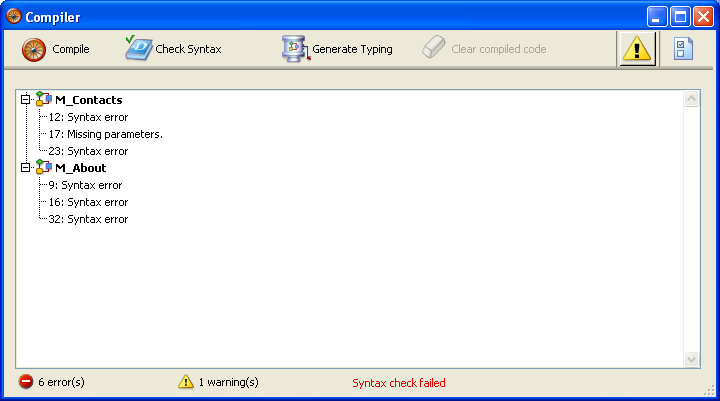 Compiler
Compile Check Syntax Generate Typing Clear compiled code
M_Contacts
12: Syntax error
17: Missing parameters.
23: Syntax error
M_About
9: Syntax error
16: Syntax error
32: Syntax error
6 error(s) 1 warning(s) Syntax check failed